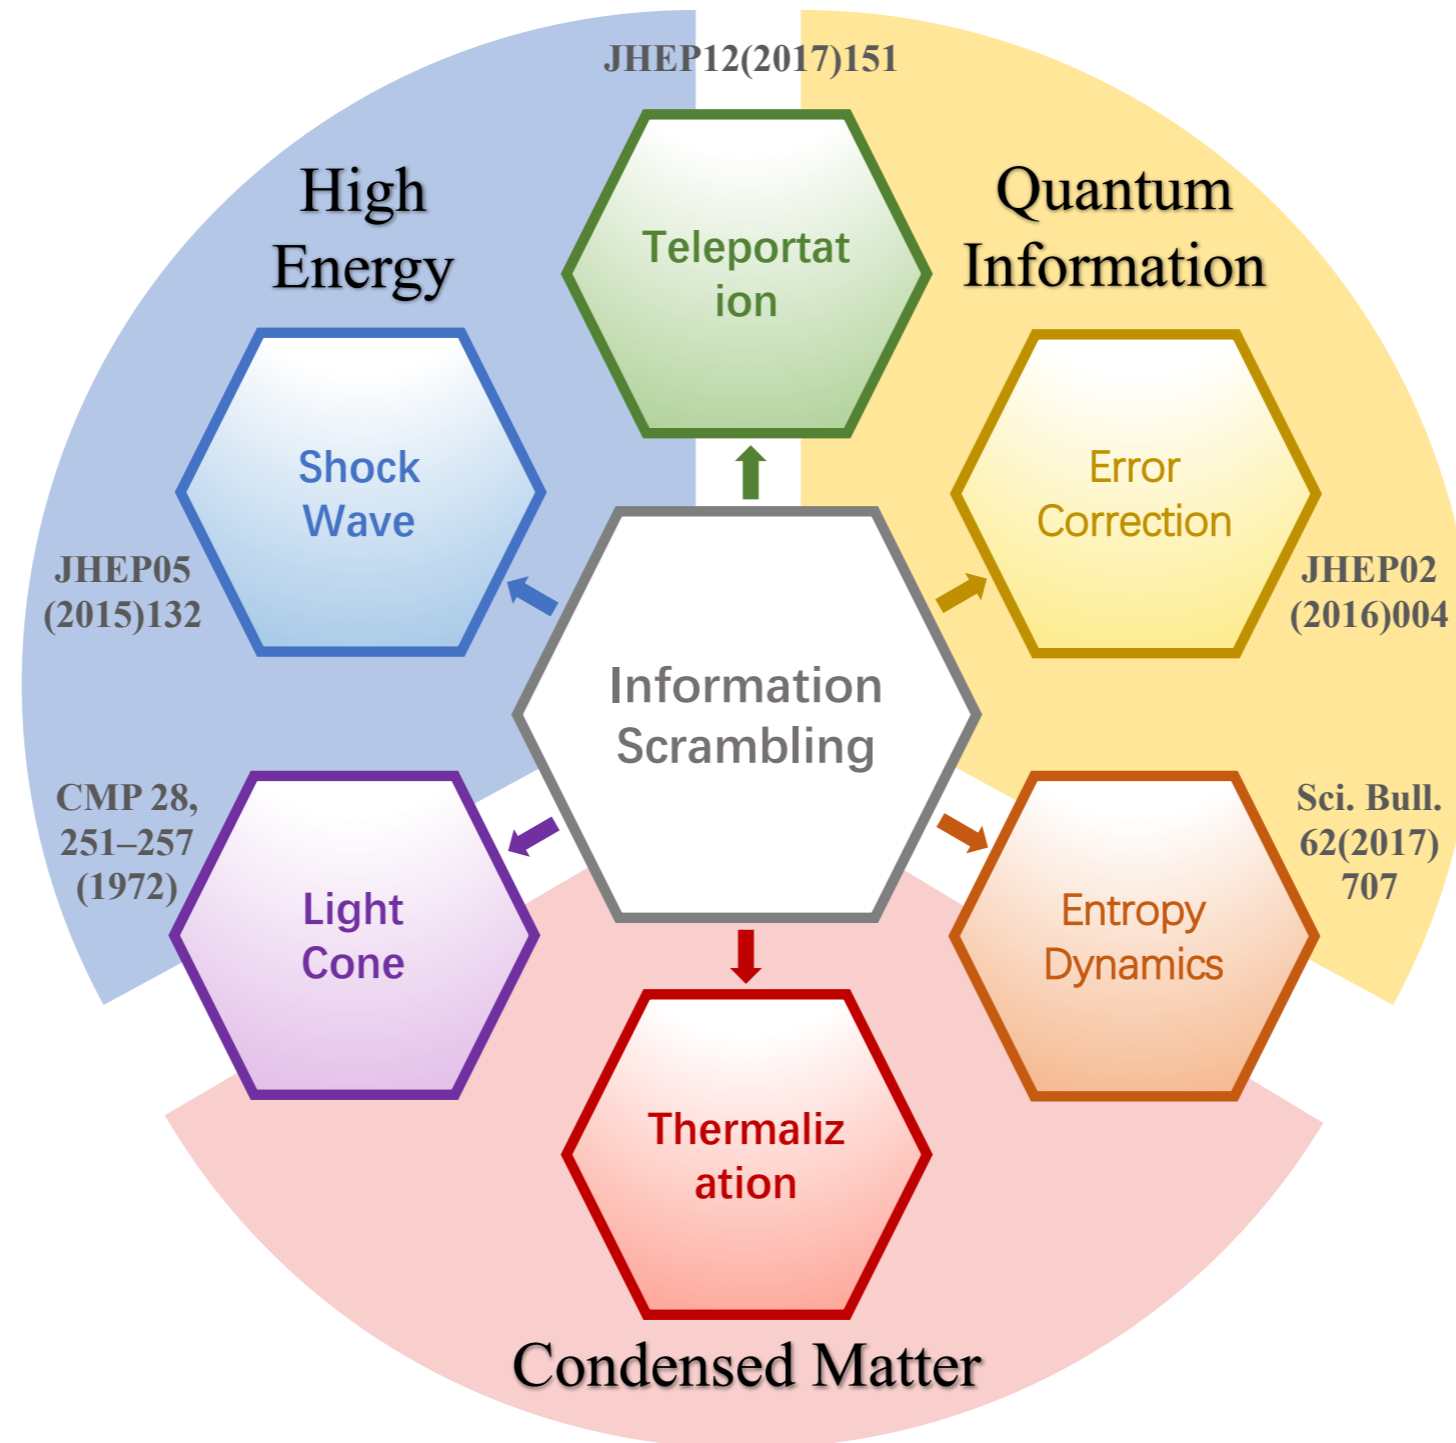 JHEP12(2017)151
High
Energy
Quantum
Information
Teleportat
ion
Shock
Wave
Error
Correction
JHEP05
(2015)132
JHEP02
(2016)004
Information
Scrambling
CMP 28,
251–257
(1972)
Sci. Bull.
62(2017)
707
Light
Cone
Entropy
Dynamics
Thermaliz
ation
Condensed Matter